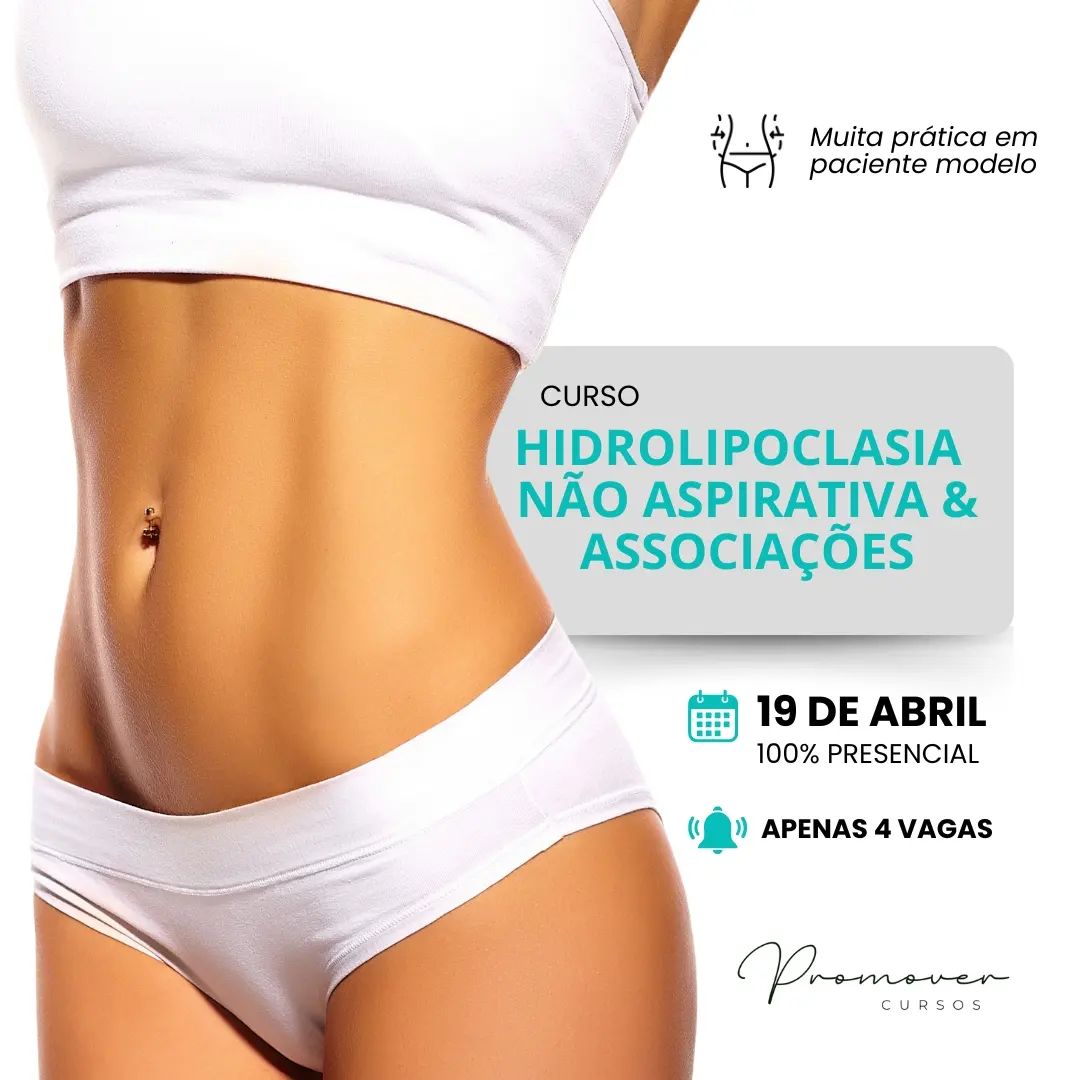 Muita prática em
paciente modelo
CURSO
HIDROLIPOCLASIA
NÃO ASPIRATIVA &
ASSOCIAÇÕES
19 DE ABRIL
100% PRESENCIAL
APENAS 4 VAGAS
Promover
CURSOS